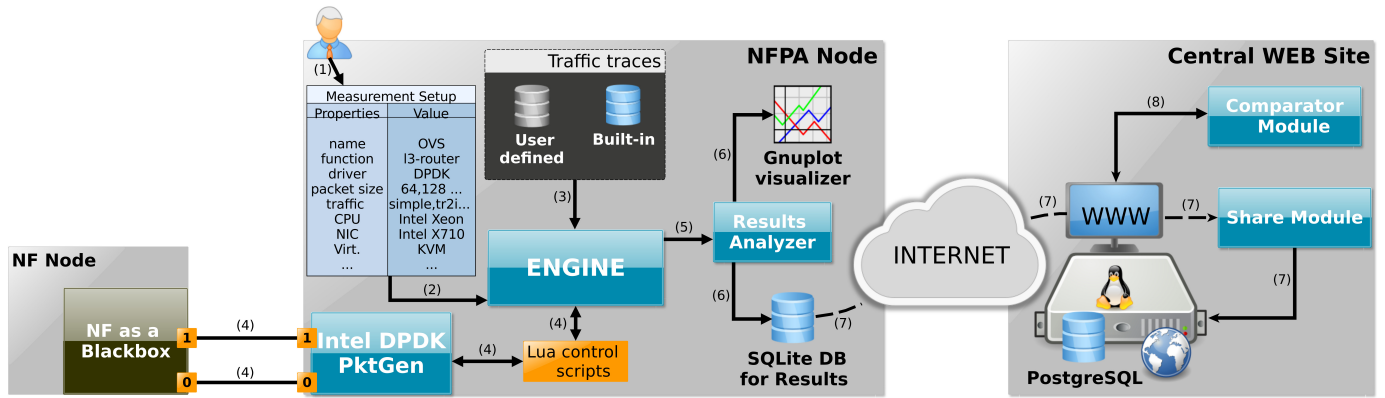 NF Node
NF as a
Blackbox
1
0
(4)
(4)
1
0
(1)
NFPA Node
Measurement Setup
Properties Value
name OVS
function l3-router
driver DPDK
packet size 64,128 ...
traffic simple,tr2i...
CPU Intel Xeon
NIC Intel X710
Virt. KVM
... ...
(2)
Traffic traces
User
defined
Built-in
(3)
ENGINE
(4)
(4)
Intel DPDK
PktGen
Lua control
scripts
(5)
Results
Analyzer
(6)
Gnuplot
visualizer
(6)
SQLite DB
for Results
(7)
INTERNET
Central WEB Site
(7)
WWW
(7)
(8)
Comparator
Module
Share Module
(7)
PostgreSQL